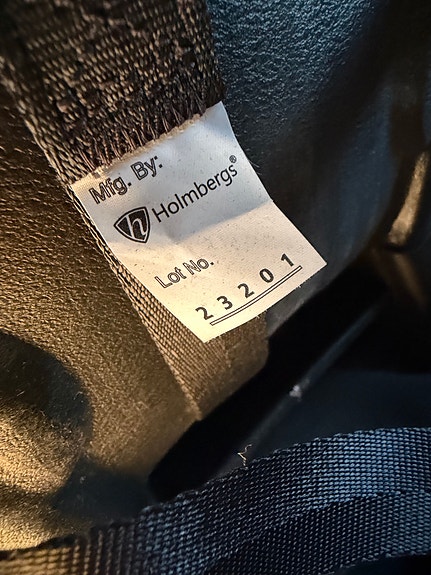 Mfg. By:
h Holmbergs®
Lot No.
23201